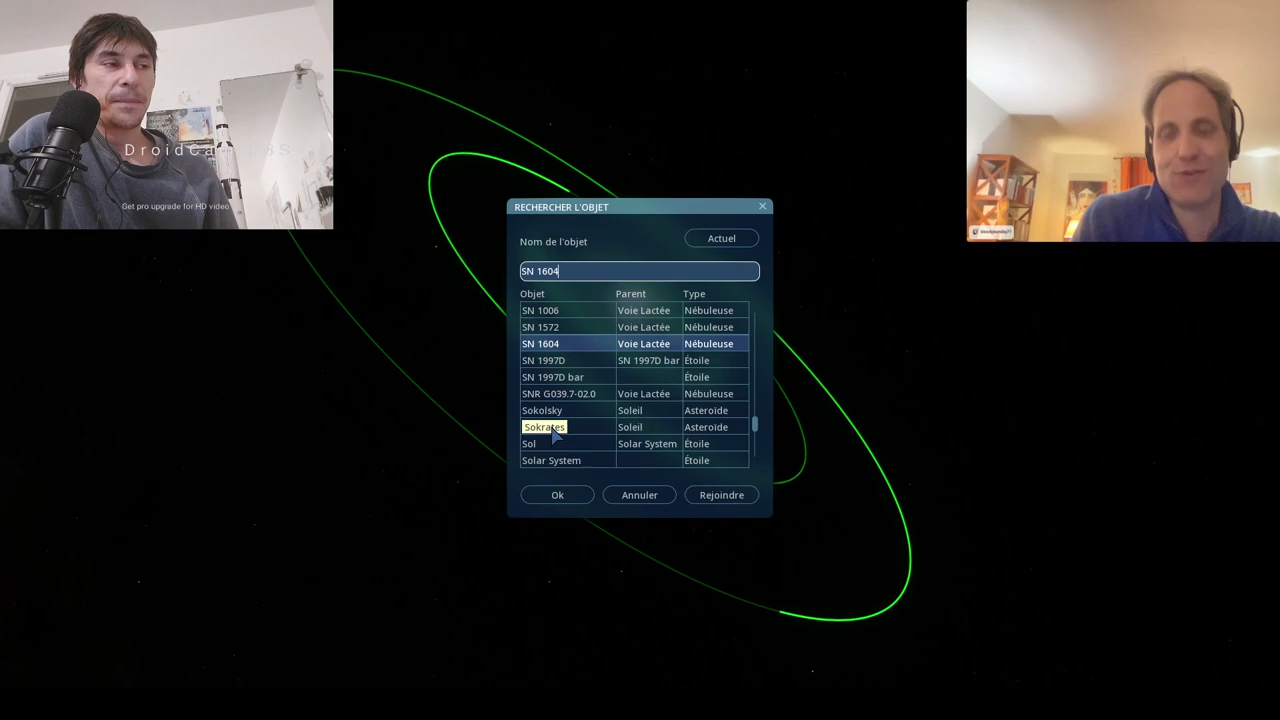 DroidCam OBS
Get pro upgrade for HD video
RECHERCHER L'OBJET
Nom de l'objet
Actuel
SN 1604
Objet Parent Type
SN 1006 Voie Lactée Nébuleuse
SN 1572 Voie Lactée Nébuleuse
SN 1604 Voie Lactée Nébuleuse
SN 1997D SN 1997D bar Étoile
SN 1997D bar Étoile
SNR G039.7-02.0 Voie Lactée Nébuleuse
Sokolsky Soleil Asteroïde
Sokrates Soleil Asteroïde
Sol Solar System Étoile
Solar System Étoile
Ok Annuler Rejoindre